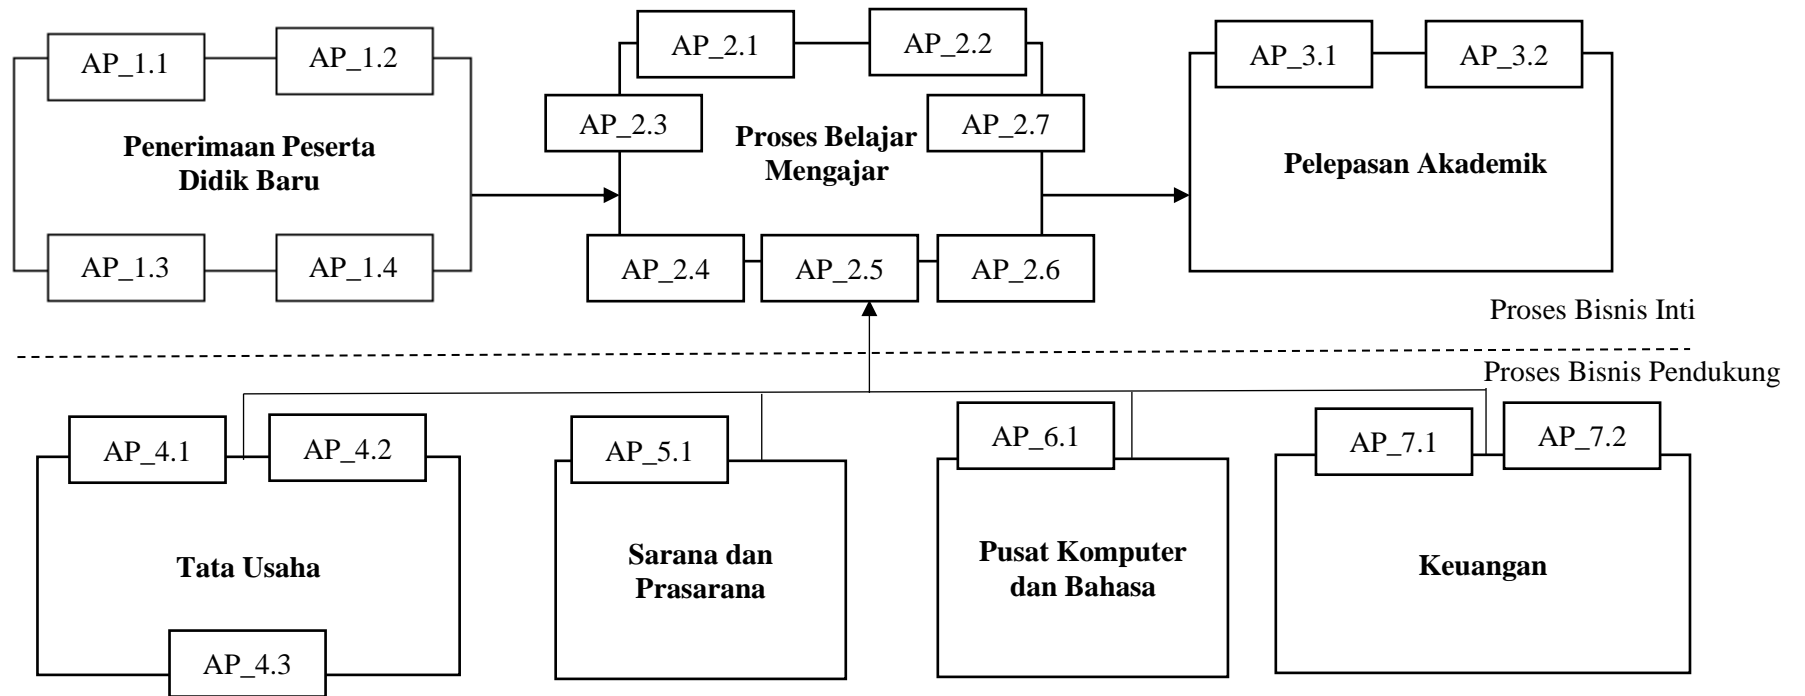 AP_1.1
AP_1.2
Penerimaan Peserta
Didik Baru
AP_1.3
AP_1.4
AP_2.1
AP_2.2
AP_2.3
AP_2.7
Proses Belajar
Mengajar
AP_2.4
AP_2.5
AP_2.6
AP_3.1
AP_3.2
Pelepasan Akademik
Proses Bisnis Inti
Proses Bisnis Pendukung
AP_4.1
AP_4.2
Tata Usaha
AP_4.3
AP_5.1
Sarana dan
Prasarana
AP_6.1
Pusat Komputer
dan Bahasa
AP_7.1
AP_7.2
Keuangan